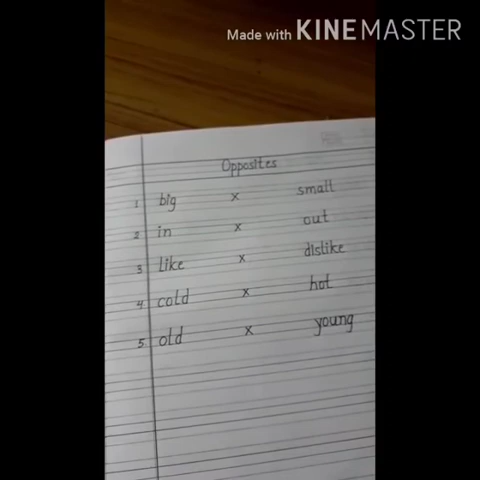 Made with KINEMASTER
Opposites
1 big x small
2 in x out
3 like x dislike
4 cold x hot
5 old x young